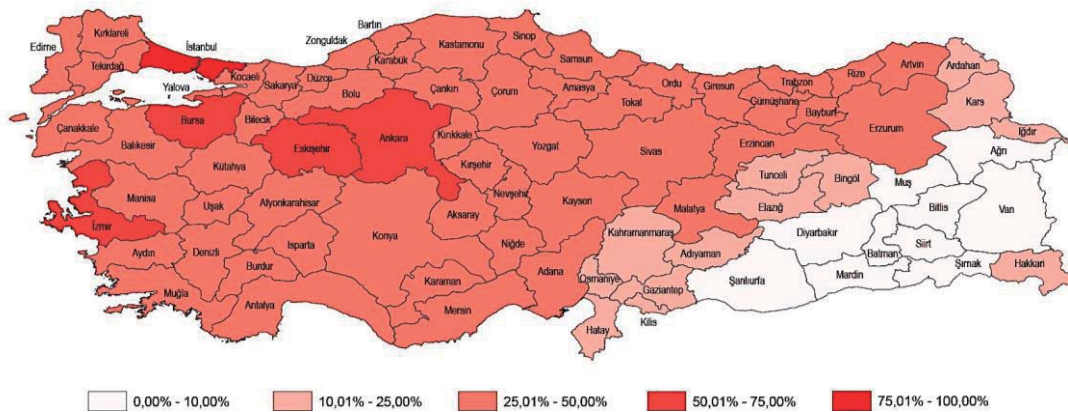 Bartın
Kırklareli
İstanbul
Edirne
Zonguldak
Kastamonu
Sinop
Tekirdağ
Karabük
Samsun
Artvin
Ardahan
Kocaeli
Düzce
Rize
Yalova
Sakarya
Bolu
Çankırı
Çorum
Amasya
Ordu
Giresun
Trabzon
Kars
Tokat
Gümüşhane
Bayburt
Çanakkale
Bursa
Bilecik
Ankara
Kırıkkale
Erzurum
Iğdır
Balıkesir
Eskişehir
Yozgat
Sivas
Erzincan
Ağrı
Kütahya
Kırşehir
Tunceli
Bingöl
Muş
Manisa
Uşak
Afyonkarahisar
Nevşehir
Kayseri
Elazığ
Bitlis
Van
İzmir
Aksaray
Malatya
Konya
Kahramanmaraş
Diyarbakır
Aydın
Denizli
Isparta
Niğde
Adıyaman
Batman
Siirt
Burdur
Adana
Osmaniye
Gaziantep
Şanlıurfa
Mardin
Şırnak
Hakkari
Muğla
Antalya
Karaman
Mersin
Hatay
Kilis
0,00% - 10,00%
10,01% - 25,00%
25,01% - 50,00%
50,01% - 75,00%
75,01% - 100,00%